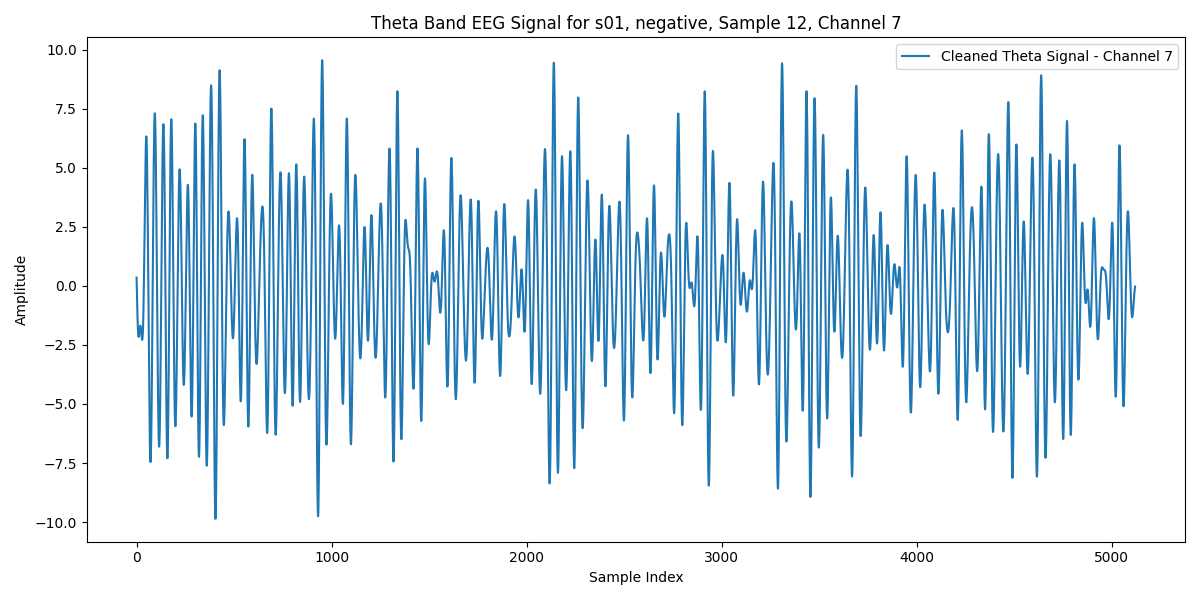 Theta Band EEG Signal for s01, negative, Sample 12, Channel 7
Cleaned Theta Signal - Channel 7
10.0
7.5
5.0
2.5
0.0
−2.5
−5.0
−7.5
−10.0
Amplitude
0 1000 2000 3000 4000 5000
Sample Index